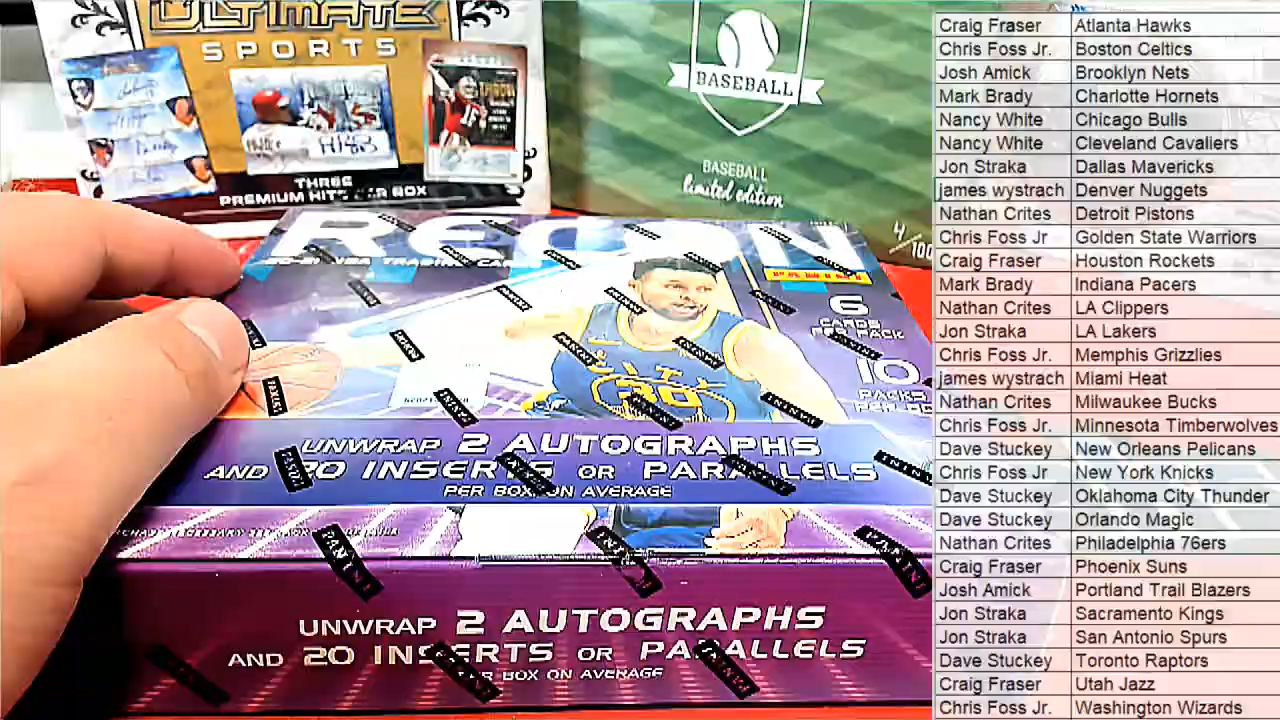 ULTIMATE
SPORTS
THREE
PREMIUM HITS PER BOX
BASEBALL
BASEBALL
limited edition
4/100
RECON
6
CARDS
PER PACK
10
PACKS
30
UNWRAP 2 AUTOGRAPHS
AND 20 INSERTS OR PARALLELS
PER BOX ON AVERAGE
PANINI
UNWRAP 2 AUTOGRAPHS
AND 20 INSERTS OR PARALLELS
PER BOX ON AVERAGE
Craig Fraser Atlanta Hawks
Chris Foss Jr. Boston Celtics
Josh Amick Brooklyn Nets
Mark Brady Charlotte Hornets
Nancy White Chicago Bulls
Nancy White Cleveland Cavaliers
Jon Straka Dallas Mavericks
james wystrach Denver Nuggets
Nathan Crites Detroit Pistons
Chris Foss Jr Golden State Warriors
Craig Fraser Houston Rockets
Mark Brady Indiana Pacers
Nathan Crites LA Clippers
Jon Straka LA Lakers
Chris Foss Jr. Memphis Grizzlies
james wystrach Miami Heat
Nathan Crites Milwaukee Bucks
Chris Foss Jr. Minnesota Timberwolves
Dave Stuckey New Orleans Pelicans
Chris Foss Jr New York Knicks
Dave Stuckey Oklahoma City Thunder
Dave Stuckey Orlando Magic
Nathan Crites Philadelphia 76ers
Craig Fraser Phoenix Suns
Josh Amick Portland Trail Blazers
Jon Straka Sacramento Kings
Jon Straka San Antonio Spurs
Dave Stuckey Toronto Raptors
Craig Fraser Utah Jazz
Chris Foss Jr. Washington Wizards